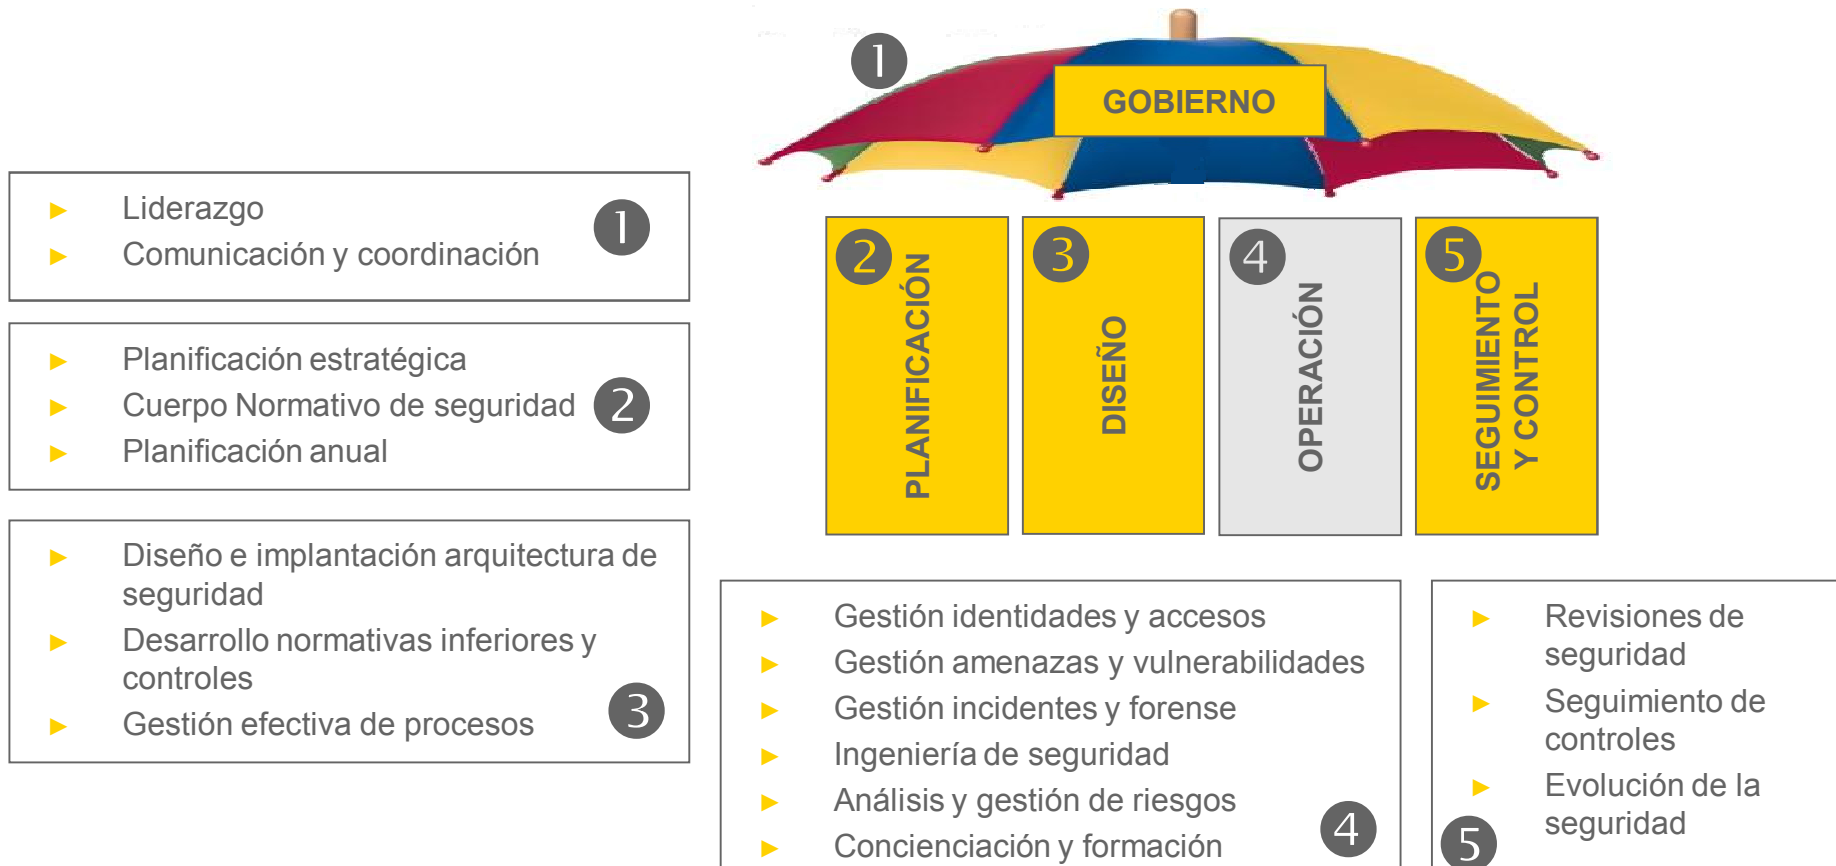 1
GOBIERNO
► Liderazgo
► Comunicación y coordinación
1
► Planificación estratégica
► Cuerpo Normativo de seguridad
► Planificación anual
2
► Diseño e implantación arquitectura de
seguridad
► Desarrollo normativas inferiores y
controles
► Gestión efectiva de procesos
3
2
PLANIFICACIÓN
3
DISEÑO
4
OPERACIÓN
5
SEGUIMIENTO
Y CONTROL
► Gestión identidades y accesos
► Gestión amenazas y vulnerabilidades
► Gestión incidentes y forense
► Ingeniería de seguridad
► Análisis y gestión de riesgos
► Concienciación y formación
4
► Revisiones de
seguridad
► Seguimiento de
controles
► Evolución de la
seguridad
5